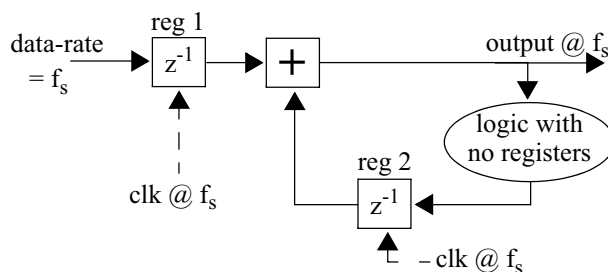 reg 1
data-rate
= f_s
z^-1
+
output @ f_s
logic with
no registers
reg 2
clk @ f_s
z^-1
clk @ f_s